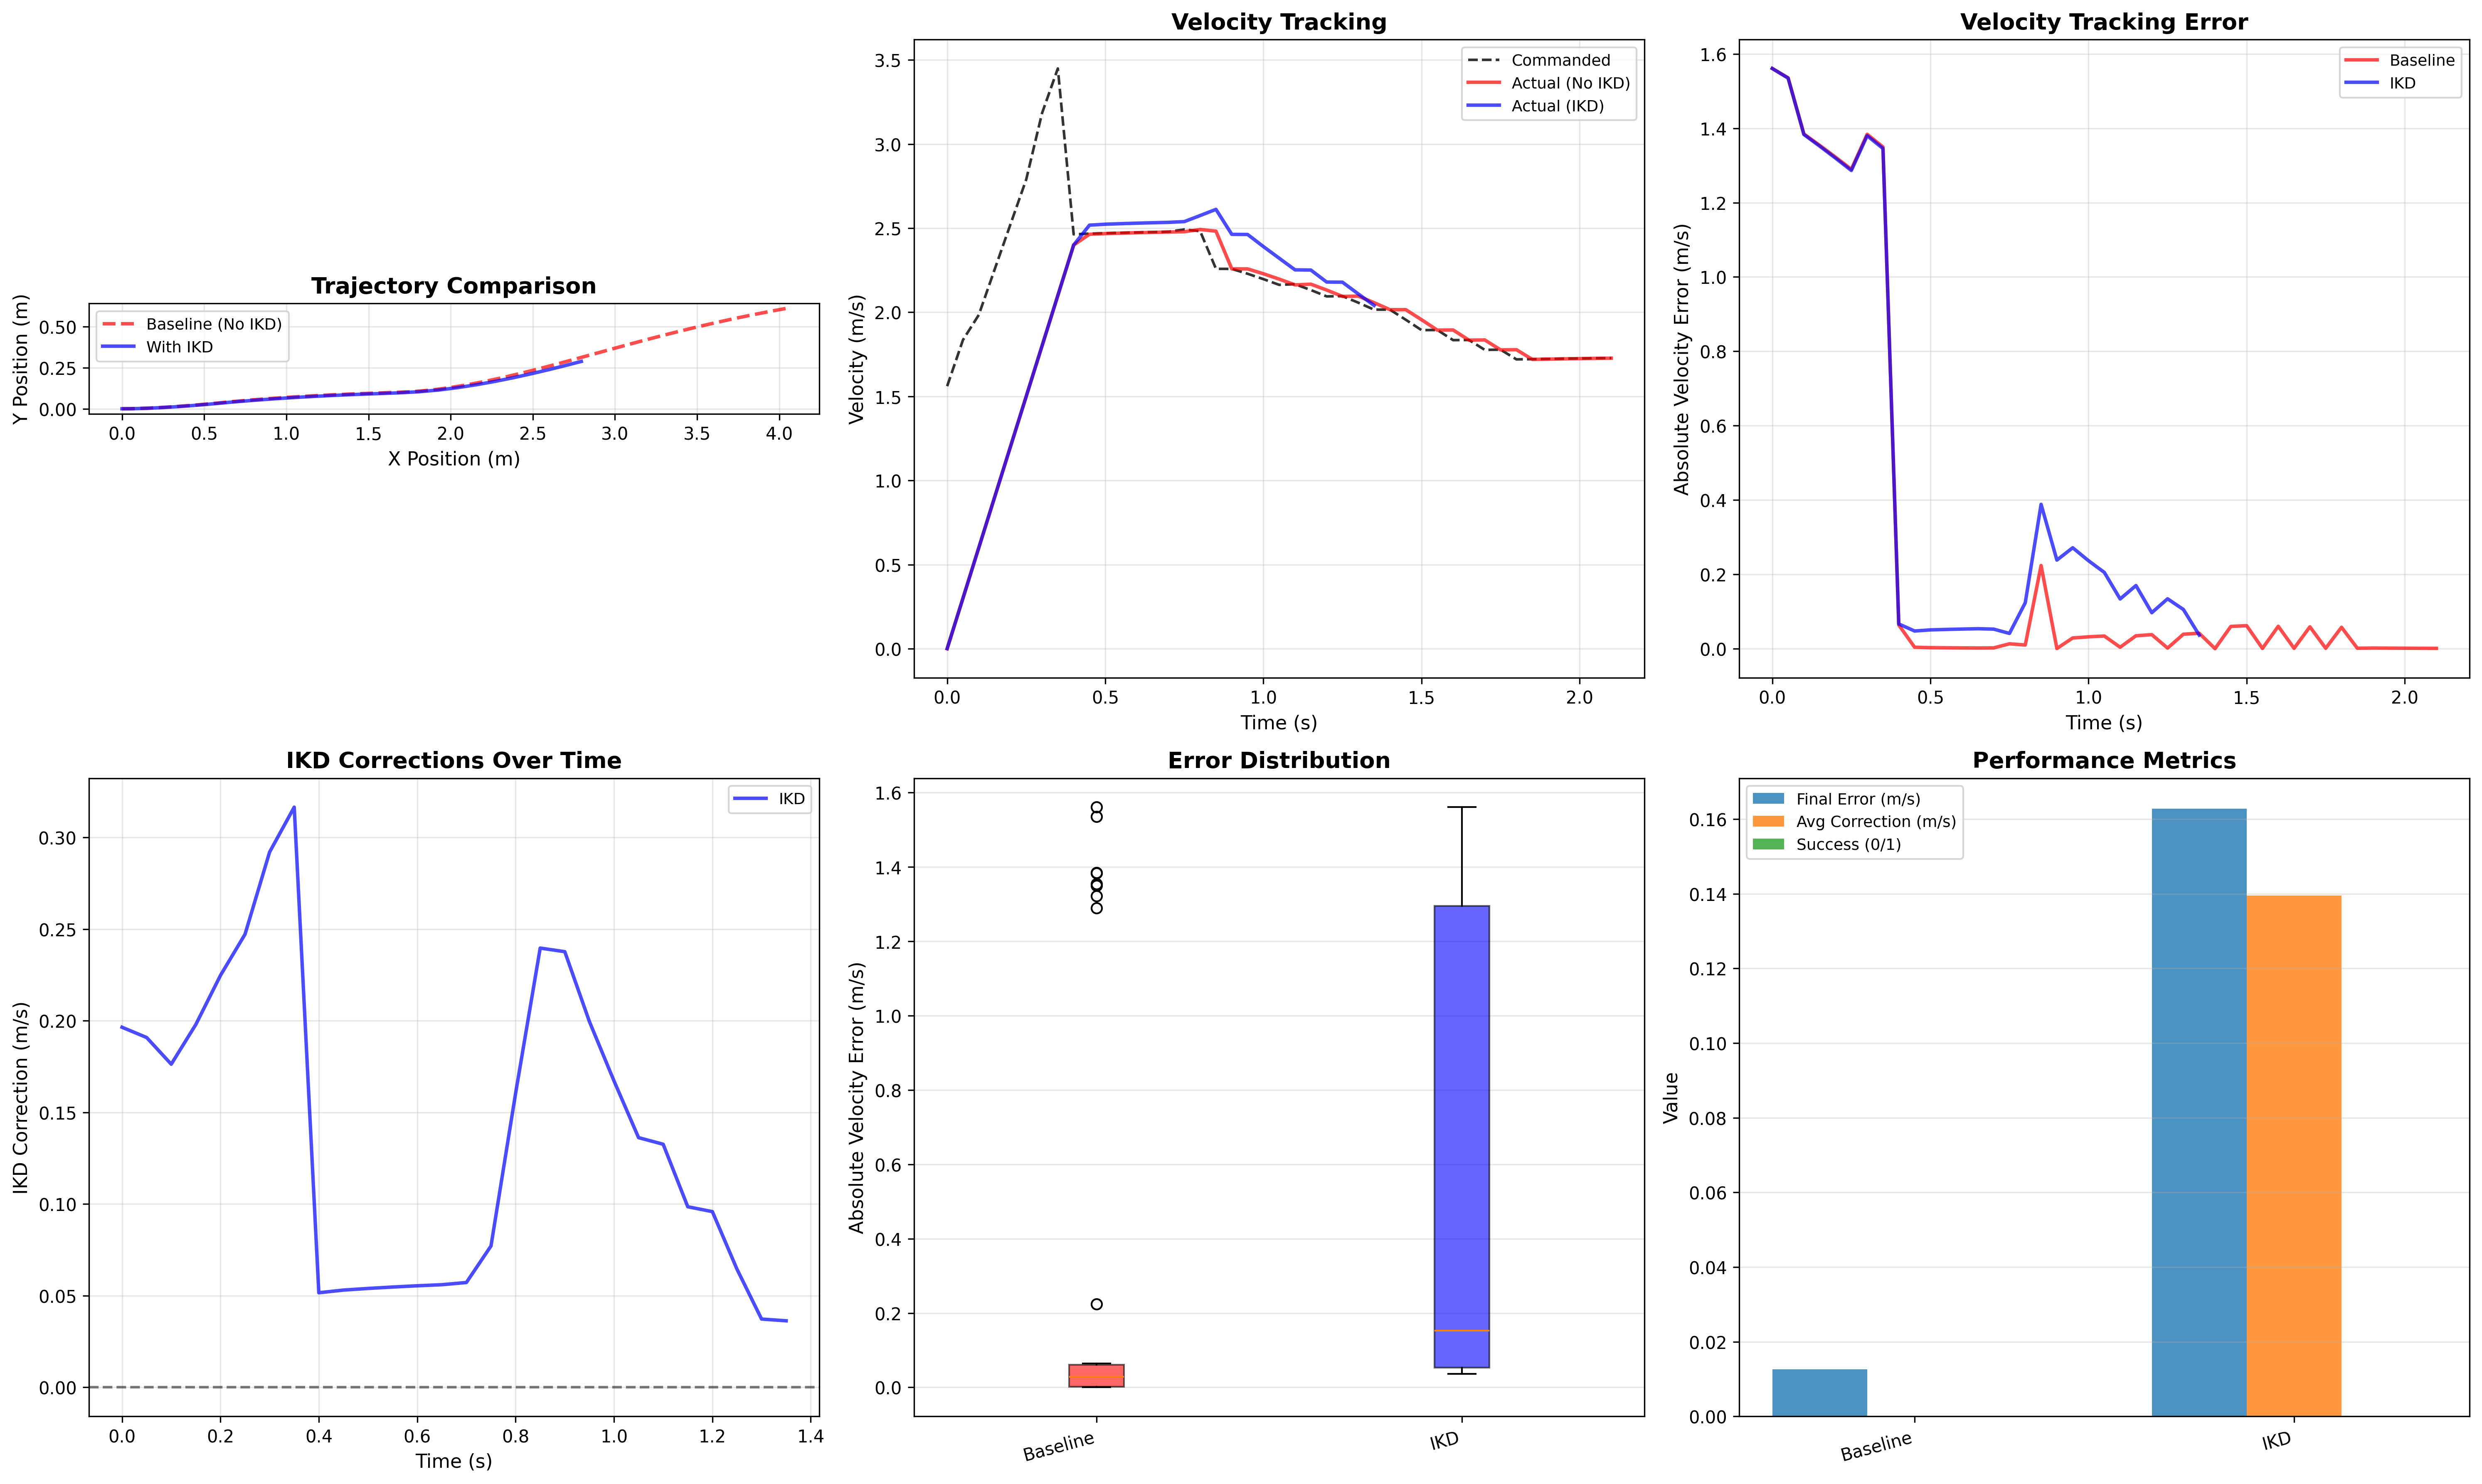 Trajectory Comparison
Y Position (m)
0.50
0.25
0.00
Baseline (No IKD)
With IKD
0.0 0.5 1.0 1.5 2.0 2.5 3.0 3.5 4.0
X Position (m)
Velocity Tracking
Velocity (m/s)
3.5
3.0
2.5
2.0
1.5
1.0
0.5
0.0
Commanded
Actual (No IKD)
Actual (IKD)
0.0 0.5 1.0 1.5 2.0
Time (s)
Velocity Tracking Error
Absolute Velocity Error (m/s)
1.6
1.4
1.2
1.0
0.8
0.6
0.4
0.2
0.0
Baseline
IKD
0.0 0.5 1.0 1.5 2.0
Time (s)
IKD Corrections Over Time
IKD Correction (m/s)
0.30
0.25
0.20
0.15
0.10
0.05
0.00
IKD
0.0 0.2 0.4 0.6 0.8 1.0 1.2 1.4
Time (s)
Error Distribution
Absolute Velocity Error (m/s)
1.6
1.4
1.2
1.0
0.8
0.6
0.4
0.2
0.0
Baseline IKD
Performance Metrics
Value
0.16
0.14
0.12
0.10
0.08
0.06
0.04
0.02
0.00
Final Error (m/s)
Avg Correction (m/s)
Success (0/1)
Baseline IKD